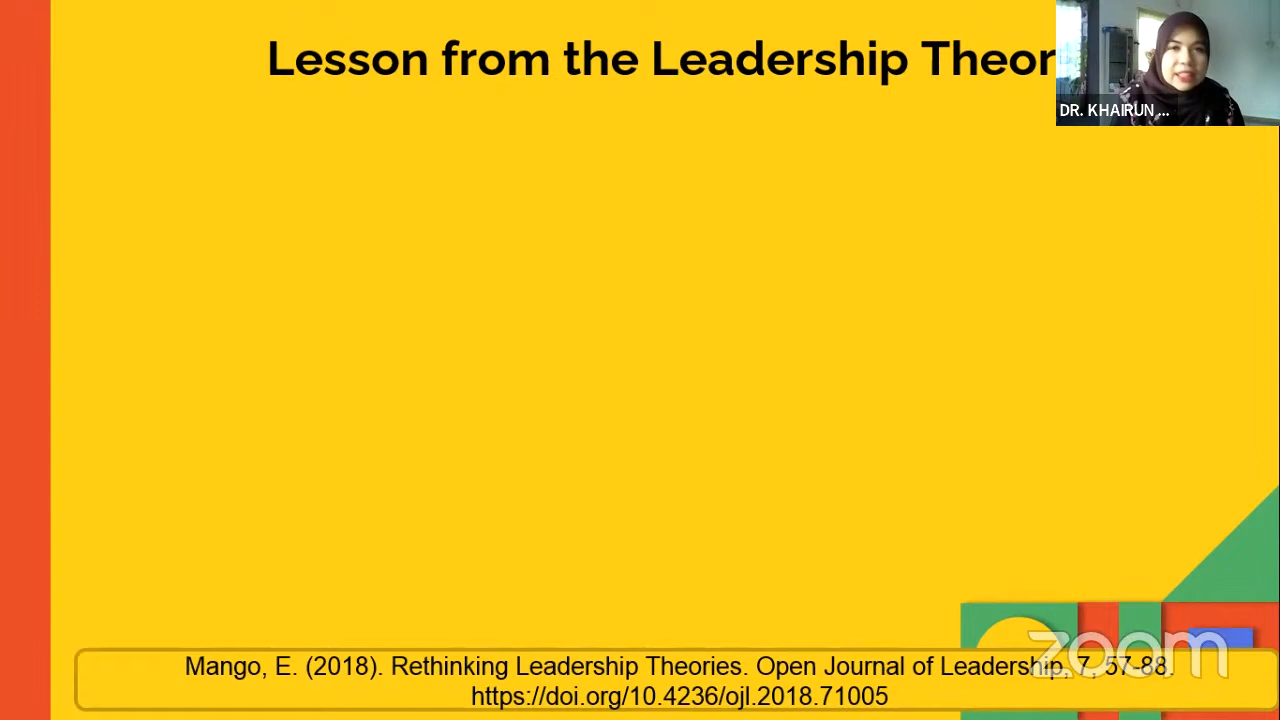 Lesson from the Leadership Theor
DR. KHAIRUN ...
zoom
Mango, E. (2018). Rethinking Leadership Theories. Open Journal of Leadership, 7, 57-88.
https://doi.org/10.4236/ojl.2018.71005